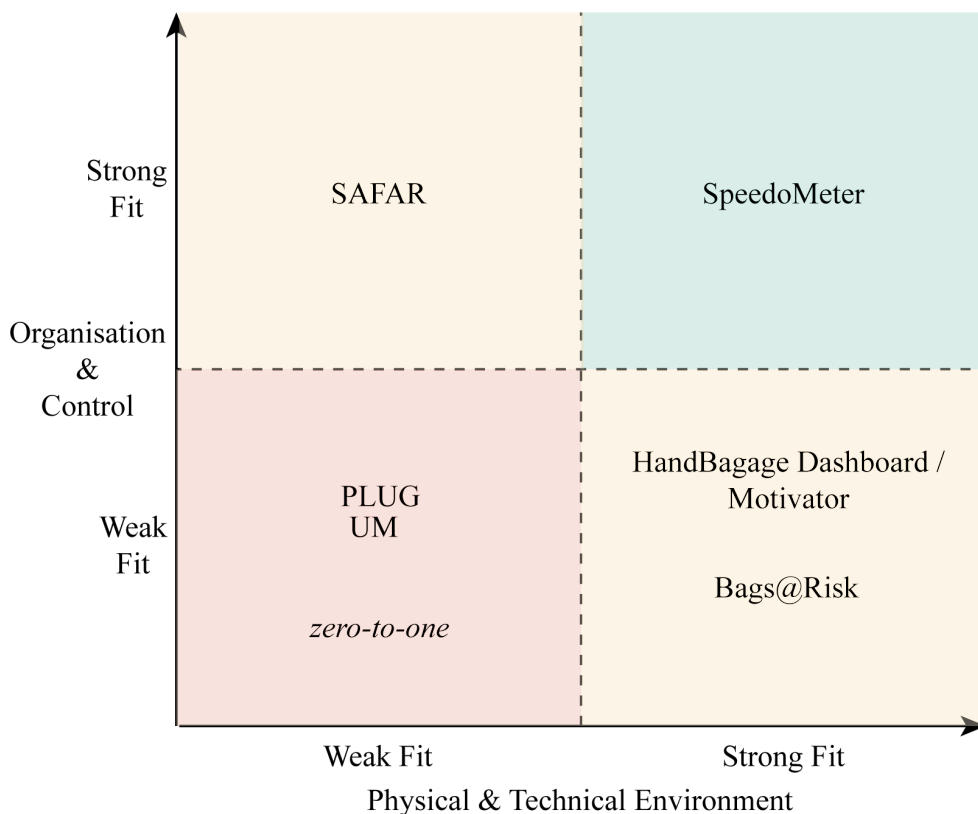 Strong
Fit
SAFAR
SpeedoMeter
Organisation
&
Control
HandBagage Dashboard /
Motivator
PLUG
UM
Weak
Fit
Bags@Risk
zero-to-one
Weak Fit
Strong Fit
Physical & Technical Environment